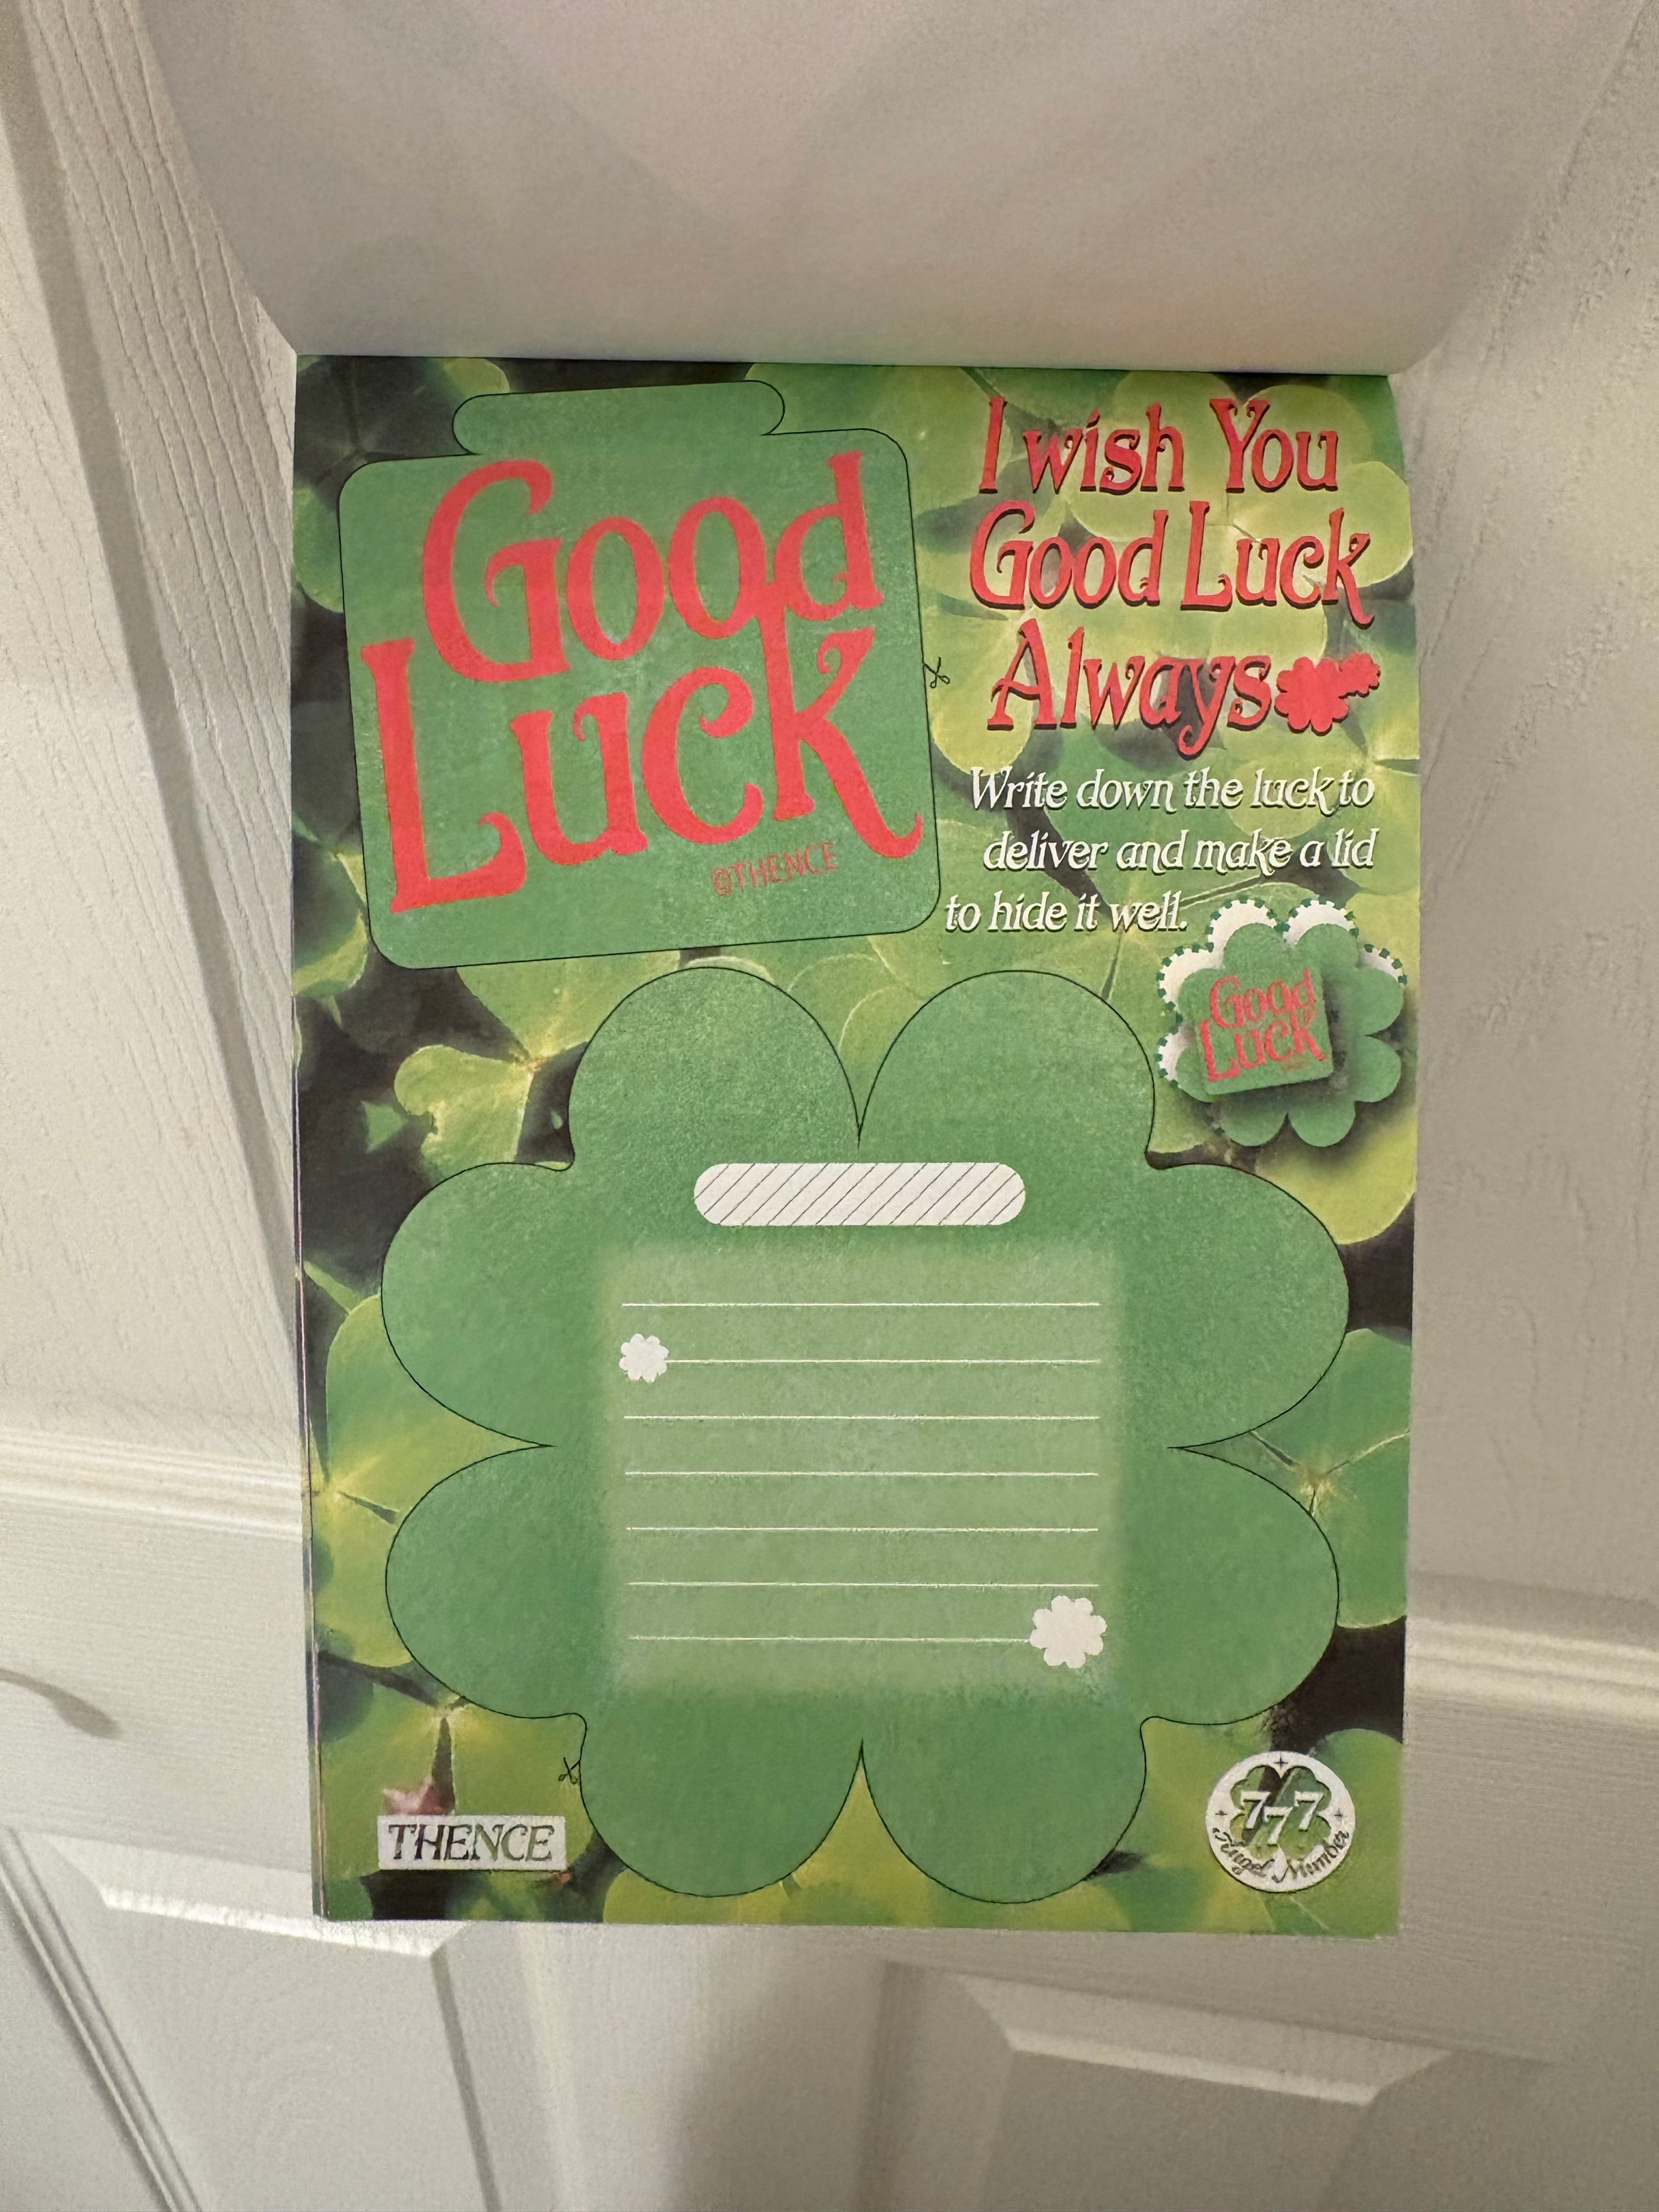 Good
Luck
@THENCE
I wish You
Good Luck
Always
Write down the luck to
deliver and make a lid
to hide it well.
Good
Luck
THENCE
777
Angel Number